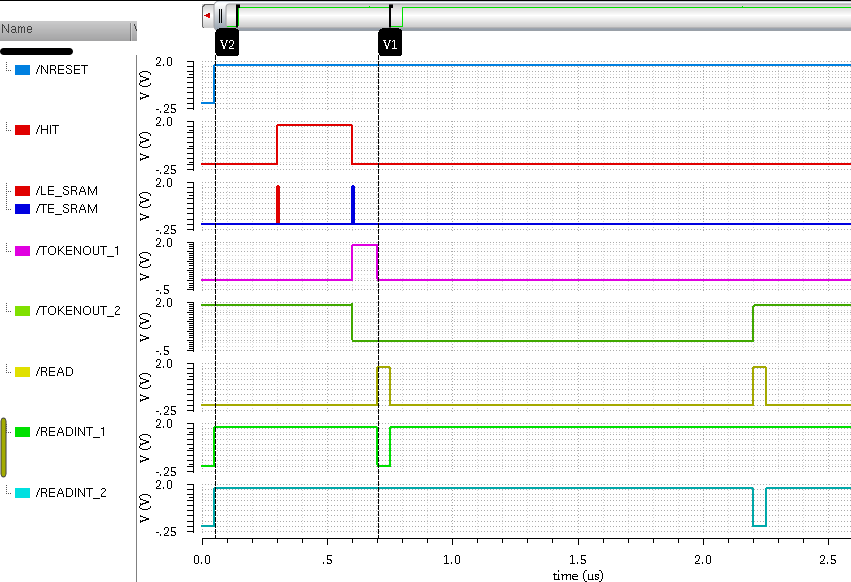 Name
V
V2
V1
/NRESET
V (V)
2.0
-.25
/HIT
V (V)
2.0
-.25
/LE_SRAM
/TE_SRAM
V (V)
2.0
-.25
/TOKENOUT_1
V (V)
2.0
-.5
/TOKENOUT_2
V (V)
2.0
-.5
/READ
V (V)
2.0
-.25
/READINT_1
V (V)
2.0
-.25
/READINT_2
V (V)
2.0
-.25
0.0 .5 1.0 1.5 2.0 2.5
time (us)